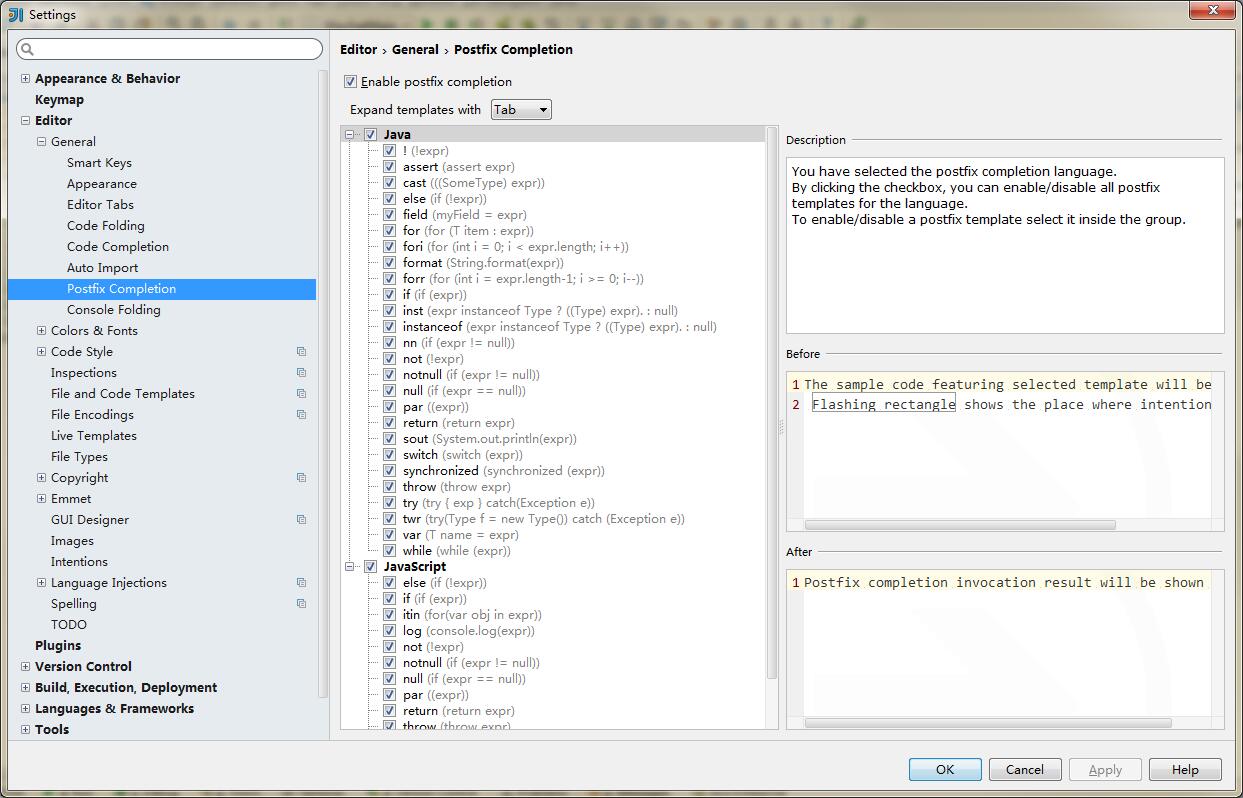 Settings
Appearance & Behavior
Keymap
Editor
General
Smart Keys
Appearance
Editor Tabs
Code Folding
Code Completion
Auto Import
Postfix Completion
Console Folding
Colors & Fonts
Code Style
Inspections
File and Code Templates
File Encodings
Live Templates
File Types
Copyright
Emmet
GUI Designer
Images
Intentions
Language Injections
Spelling
TODO
Plugins
Version Control
Build, Execution, Deployment
Languages & Frameworks
Tools
Editor › General › Postfix Completion
Enable postfix completion
Expand templates with Tab
Java
! (!expr)
assert (assert expr)
cast (((SomeType) expr))
else (if (!expr))
field (myField = expr)
for (for (T item : expr))
fori (for (int i = 0; i < expr.length; i++))
format (String.format(expr))
forr (for (int i = expr.length-1; i >= 0; i--))
if (if (expr))
inst (expr instanceof Type ? ((Type) expr). : null)
instanceof (expr instanceof Type ? ((Type) expr). : null)
nn (if (expr != null))
not (!expr)
notnull (if (expr != null))
null (if (expr == null))
par ((expr))
return (return expr)
sout (System.out.println(expr))
switch (switch (expr))
synchronized (synchronized (expr))
throw (throw expr)
try (try { exp } catch(Exception e))
twr (try(Type f = new Type()) catch (Exception e))
var (T name = expr)
while (while (expr))
JavaScript
else (if (!expr))
if (if (expr))
itin (for(var obj in expr))
log (console.log(expr))
not (!expr)
notnull (if (expr != null))
null (if (expr == null))
par ((expr))
return (return expr)
throw (throw expr)
Description
You have selected the postfix completion language.
By clicking the checkbox, you can enable/disable all postfix
templates for the language.
To enable/disable a postfix template select it inside the group.
Before
1 The sample code featuring selected template will be
2 Flashing rectangle shows the place where intention
After
1 Postfix completion invocation result will be shown
OK
Cancel
Apply
Help